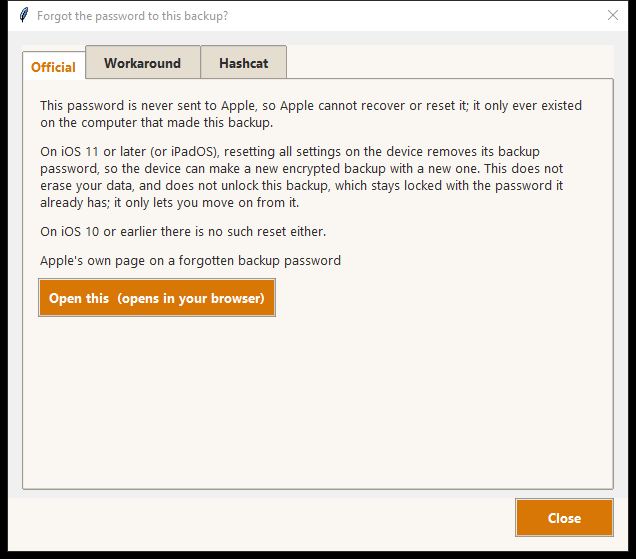 Forgot the password to this backup?
Official
Workaround
Hashcat
This password is never sent to Apple, so Apple cannot recover or reset it; it only ever existed
on the computer that made this backup.
On iOS 11 or later (or iPadOS), resetting all settings on the device removes its backup
password, so the device can make a new encrypted backup with a new one. This does not
erase your data, and does not unlock this backup, which stays locked with the password it
already has; it only lets you move on from it.
On iOS 10 or earlier there is no such reset either.
Apple's own page on a forgotten backup password
Open this  (opens in your browser)
Close